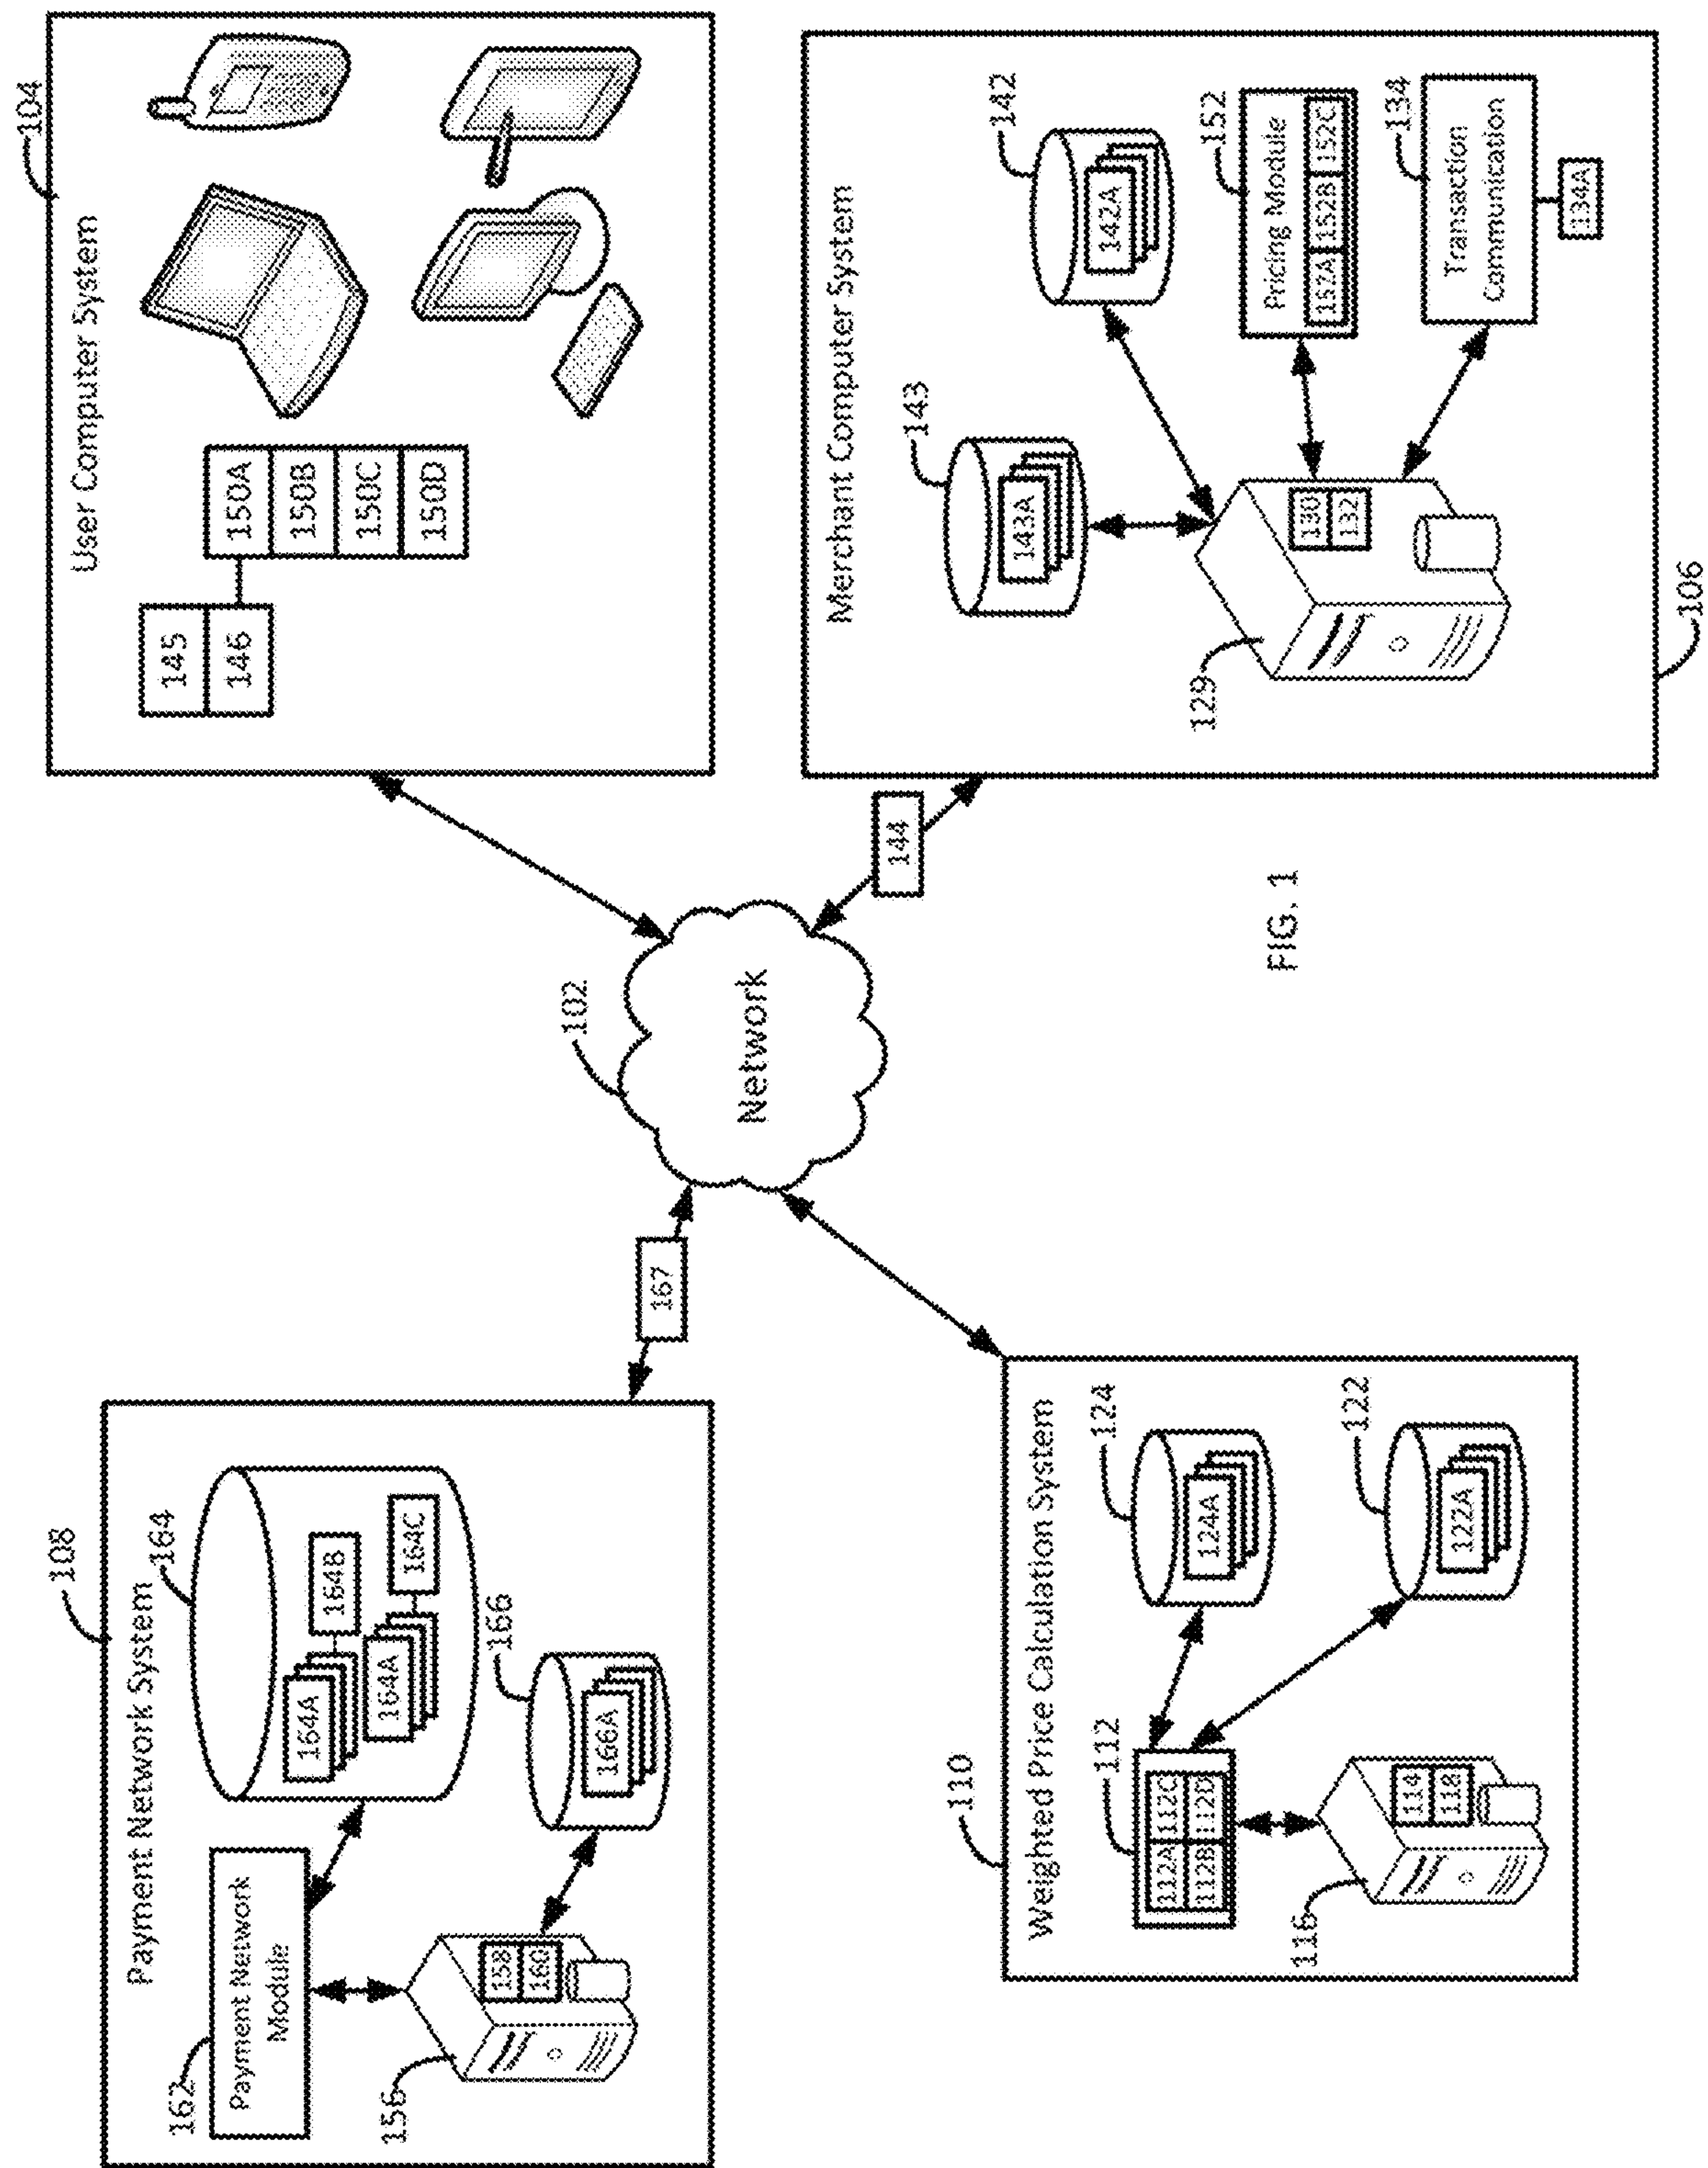 108
Payment Network System
162
Payment Network
Module
164
164A
164B
164A
164C
156
158
160
166
166A
104
User Computer System
145
146
150A
150B
150C
150D
102
Network
167
144
110
Weighted Price Calculation System
112
112A
112C
112B
112D
124
124A
122
122A
116
114
118
Merchant Computer System
143
143A
142
142A
129
130
132
152
Pricing Module
152A
152B
152C
134
Transaction
Communication
134A
106
FIG. 1